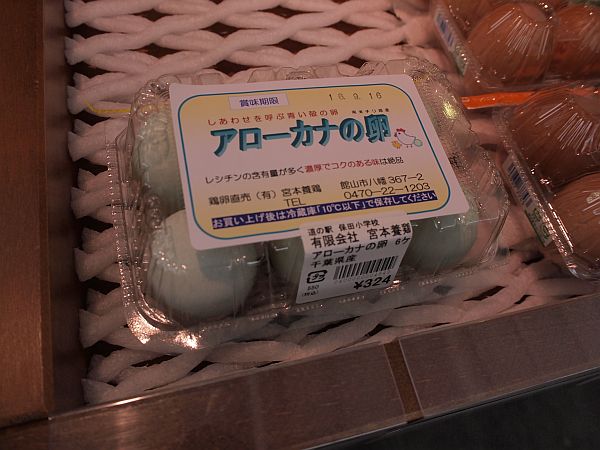 賞味期限 16.9.16
しあわせを呼ぶ青い殻の卵
アローカナの卵
レシチンの含有量が多く濃厚でコクのある味は絶品
鶏卵直売(有)宮本養鶏 館山市八幡367-2
TEL 0470-22-1203
お買い上げ後は冷蔵庫「10℃以下」で保存してください
道の駅 保田小学校
有限会社 宮本養鶏
アローカナの卵 6ケ
千葉県産
¥324
(税込)